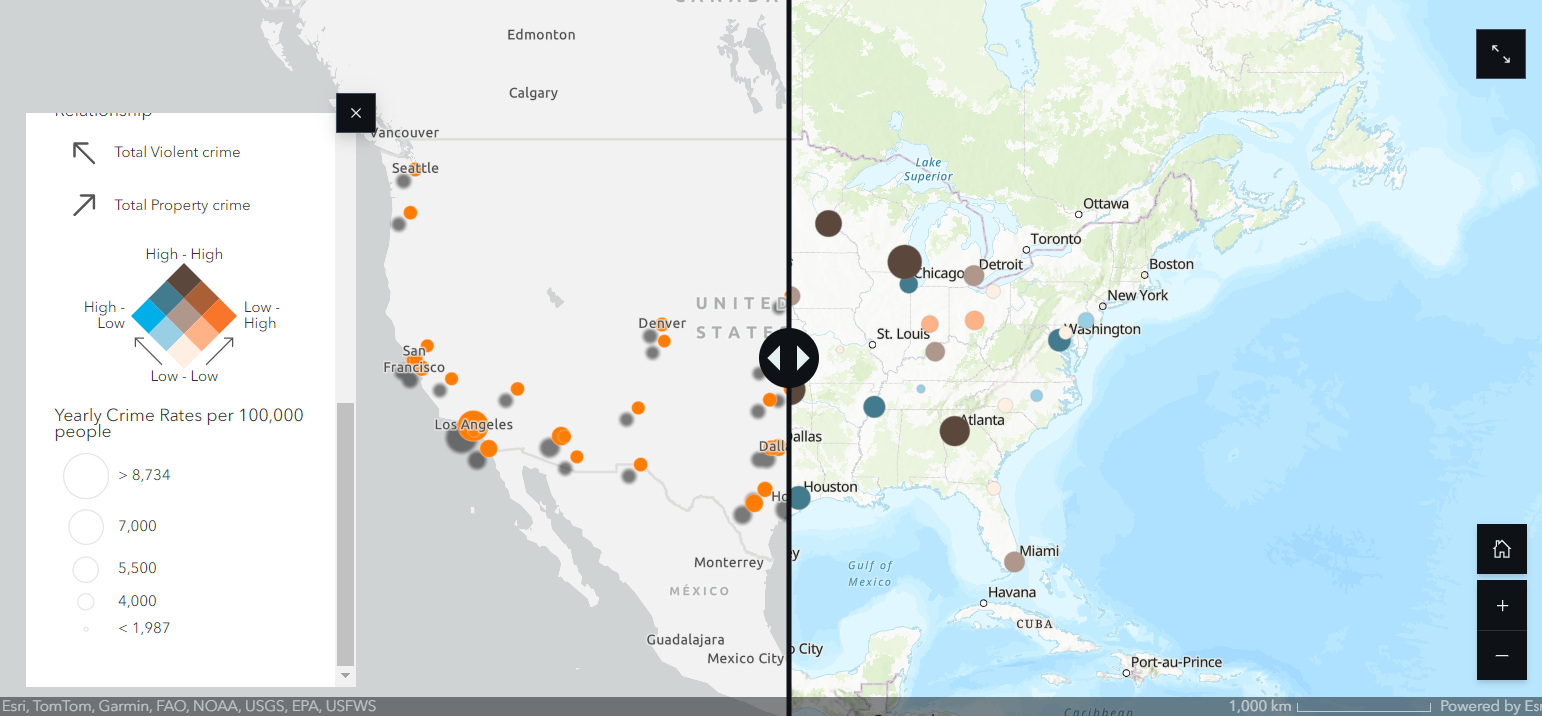 Relationship
Total Violent crime
Total Property crime
High - High
High -
Low
Low -
High
Low - Low
Yearly Crime Rates per 100,000
people
> 8,734
7,000
5,500
4,000
< 1,987
CANADA
Edmonton
Calgary
Vancouver
Seattle
UNITED
STATES
Denver
San
Francisco
Los Angeles
Dall
Ho
Monterrey
MÉXICO
Guadalajara
Mexico City
Lake
Superior
Ottawa
Toronto
Detroit
Chicago
Boston
New York
Washington
St. Louis
Atlanta
Dallas
Houston
Miami
Gulf of
Mexico
Havana
CUBA
o City
Port-au-Prince
Caribbean
Esri, TomTom, Garmin, FAO, NOAA, USGS, EPA, USFWS
1,000 km
Powered by Esri